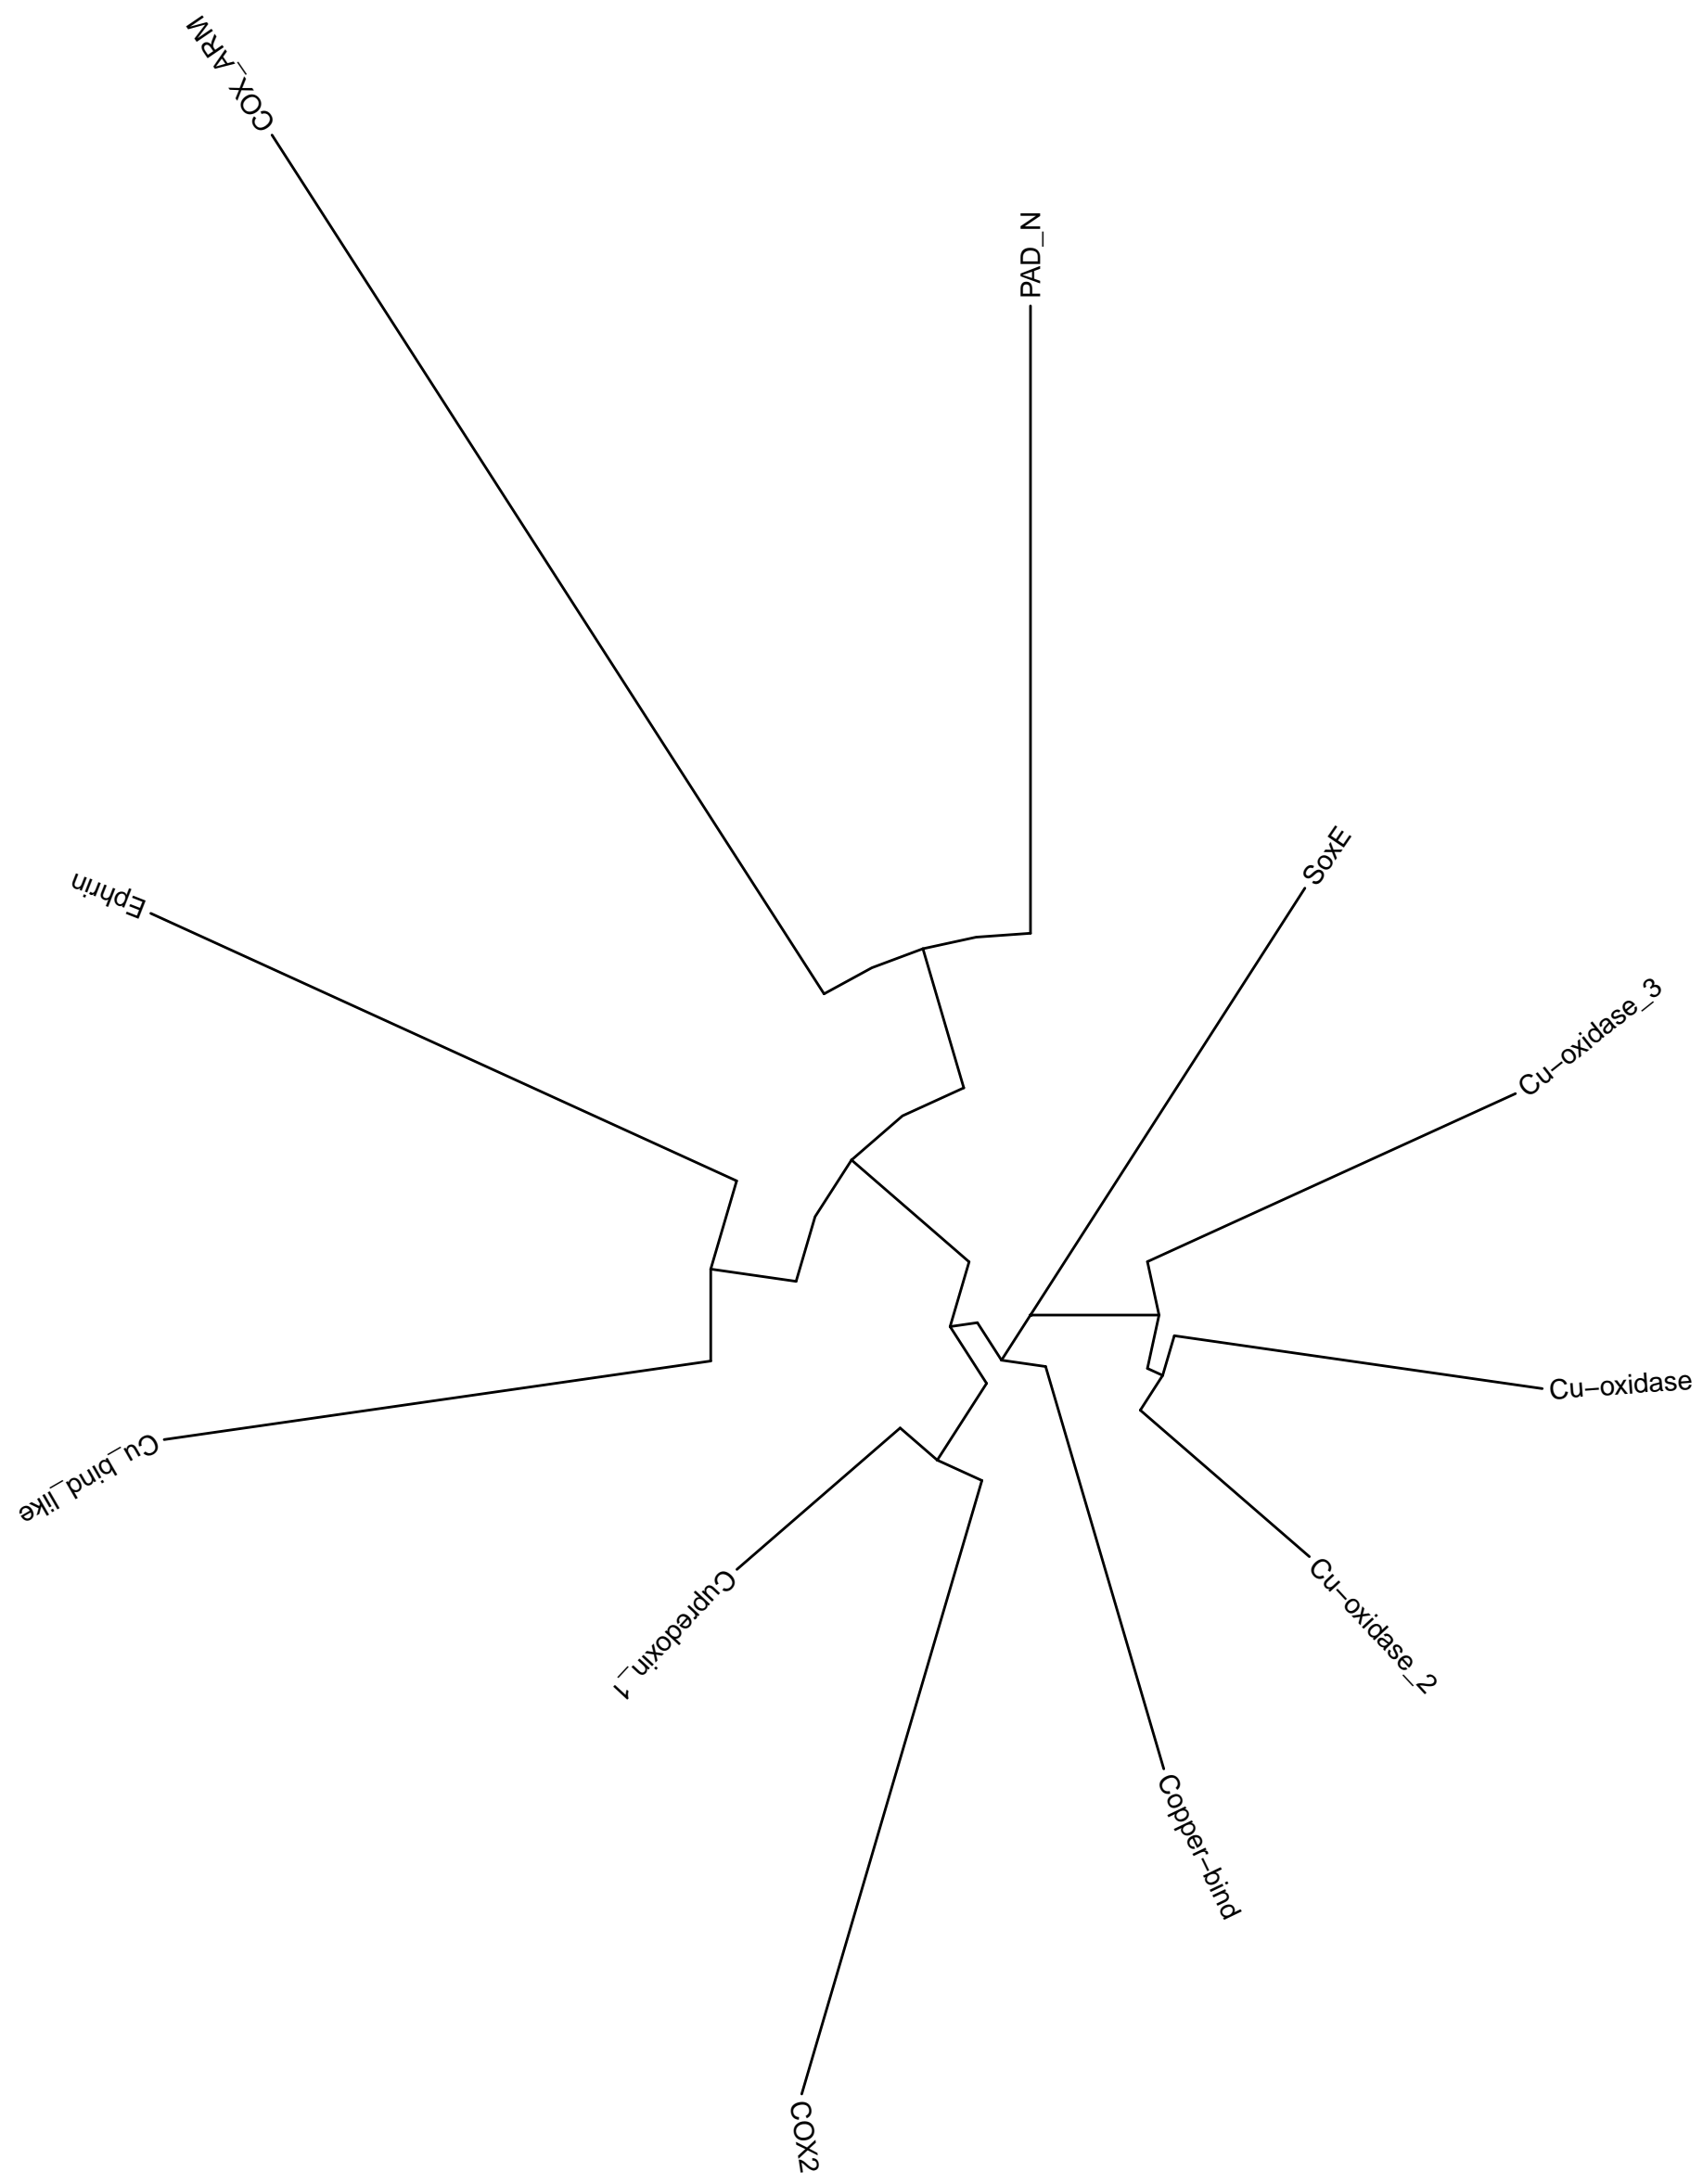 COX_ARM
PAD_N
SoxE
Ephrin
Cu−oxidase_3
Cu−oxidase
Cu_bind_like
Cupredoxin_1
Cu−oxidase_2
Copper−bind
COX2